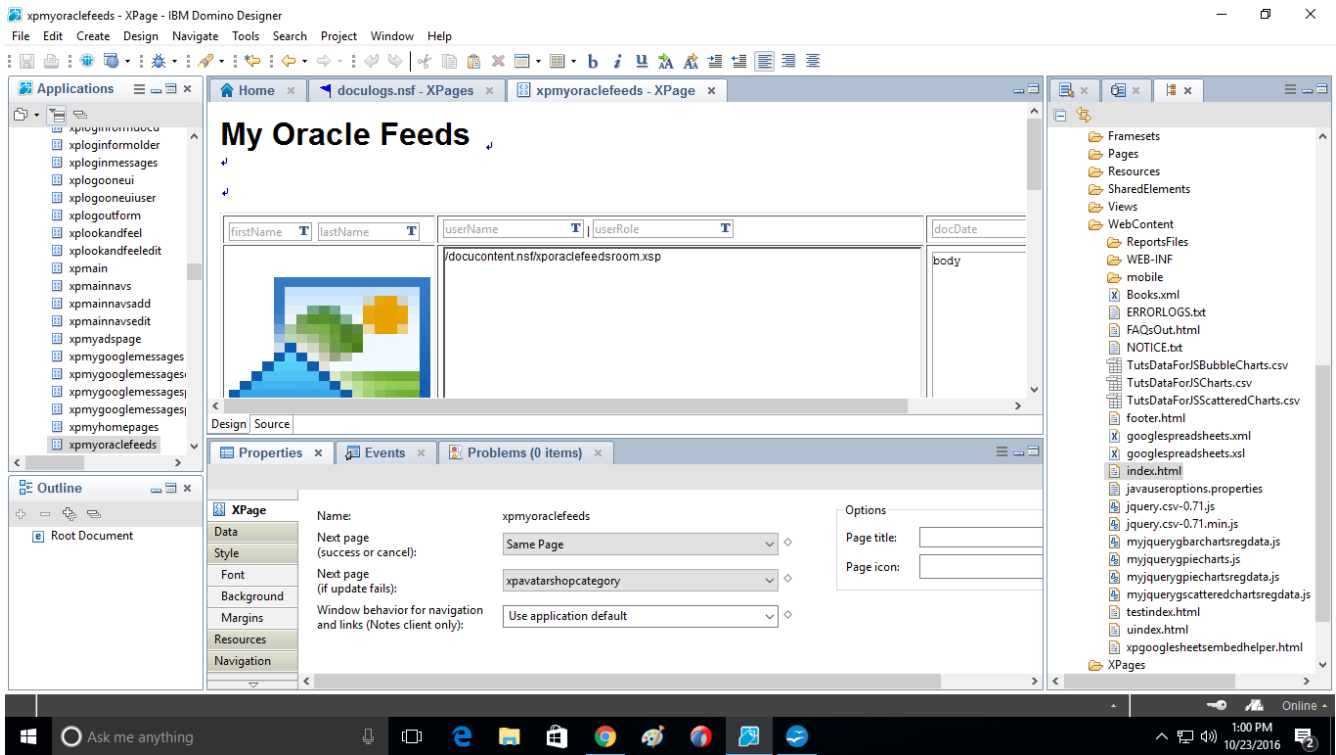 xpmyoraclefeeds - XPage - IBM Domino Designer
File Edit Create Design Navigate Tools Search Project Window Help
Applications
xploginformdocu
xploginformolder
xploginmessages
xplogooneui
xplogooneuiuser
xplogoutform
xplookandfeel
xplookandfeeledit
xpmain
xpmainnavs
xpmainnavsadd
xpmainnavsedit
xpmyadspage
xpmygooglemessages
xpmygooglemessages
xpmygooglemessages
xpmygooglemessages
xpmyhomepages
xpmyoraclefeeds
Outline
Root Document
Home
doculogs.nsf - XPages
xpmyoraclefeeds - XPage
My Oracle Feeds
firstName T lastName T userName T | userRole T docDate
/docucontent.nsf/xporaclefeedsroom.xsp
body
Design Source
Properties Events Problems (0 items)
XPage
Data
Style
Font
Background
Margins
Resources
Navigation
Name: xpmyoraclefeeds
Next page
(success or cancel): Same Page
Next page
(if update fails): xpavatarshopcategory
Window behavior for navigation
and links (Notes client only): Use application default
Options
Page title:
Page icon:
Framesets
Pages
Resources
SharedElements
Views
WebContent
ReportsFiles
WEB-INF
mobile
Books.xml
ERRORLOGS.txt
FAQsOut.html
NOTICE.txt
TutsDataForJSBubbleCharts.csv
TutsDataForJSCharts.csv
TutsDataForJSScatteredCharts.csv
footer.html
googlespreadsheets.xml
googlespreadsheets.xsl
index.html
javauseroptions.properties
jquery.csv-0.71.js
jquery.csv-0.71.min.js
myjquerygbarchartsregdata.js
myjquerygpiecharts.js
myjquerygpiechartsregdata.js
myjquerygscatteredchartsregdata.js
testindex.html
uindex.html
xpgooglesheetsembedhelper.html
XPages
Online
Ask me anything
1:00 PM
10/23/2016
2